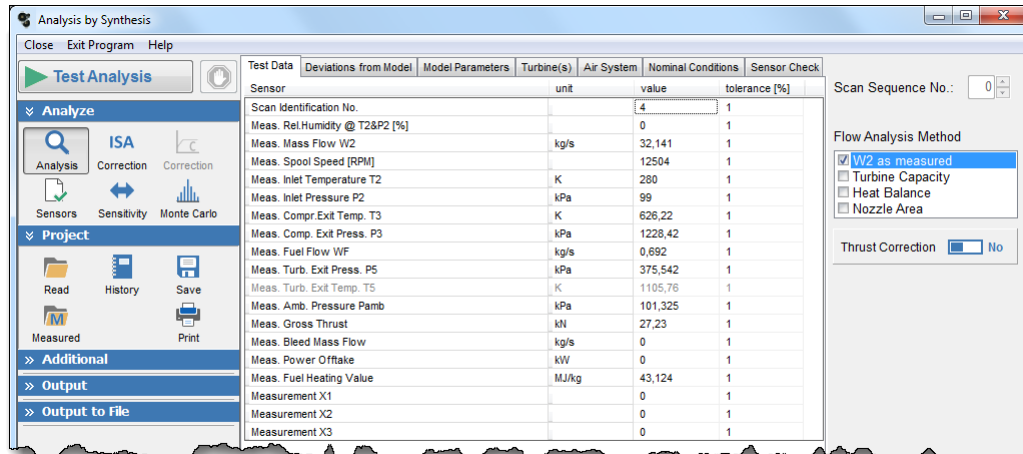 Analysis by Synthesis
Close Exit Program Help
Test Analysis
Analyze
Analysis
ISA
Correction
Correction
Sensors
Sensitivity
Monte Carlo
Project
Read
History
Save
M
Measured
Print
Additional
Output
Output to File
Test Data Deviations from Model Model Parameters Turbine(s) Air System Nominal Conditions Sensor Check
Sensor unit value tolerance [%]
Scan Identification No. 4 1
Meas. Rel.Humidity @ T2&P2 [%] 0 1
Meas. Mass Flow W2 kg/s 32,141 1
Meas. Spool Speed [RPM] 12504 1
Meas. Inlet Temperature T2 K 280 1
Meas. Inlet Pressure P2 kPa 99 1
Meas. Compr.Exit Temp. T3 K 626,22 1
Meas. Comp. Exit Press. P3 kPa 1228,42 1
Meas. Fuel Flow WF kg/s 0,692 1
Meas. Turb. Exit Press. P5 kPa 375,542 1
Meas. Turb. Exit Temp. T5 K 1105,76 1
Meas. Amb. Pressure Pamb kPa 101,325 1
Meas. Gross Thrust kN 27,23 1
Meas. Bleed Mass Flow kg/s 0 1
Meas. Power Offtake kW 0 1
Meas. Fuel Heating Value MJ/kg 43,124 1
Measurement X1 0 1
Measurement X2 0 1
Measurement X3 0 1
Scan Sequence No.: 0
Flow Analysis Method
W2 as measured
Turbine Capacity
Heat Balance
Nozzle Area
Thrust Correction No